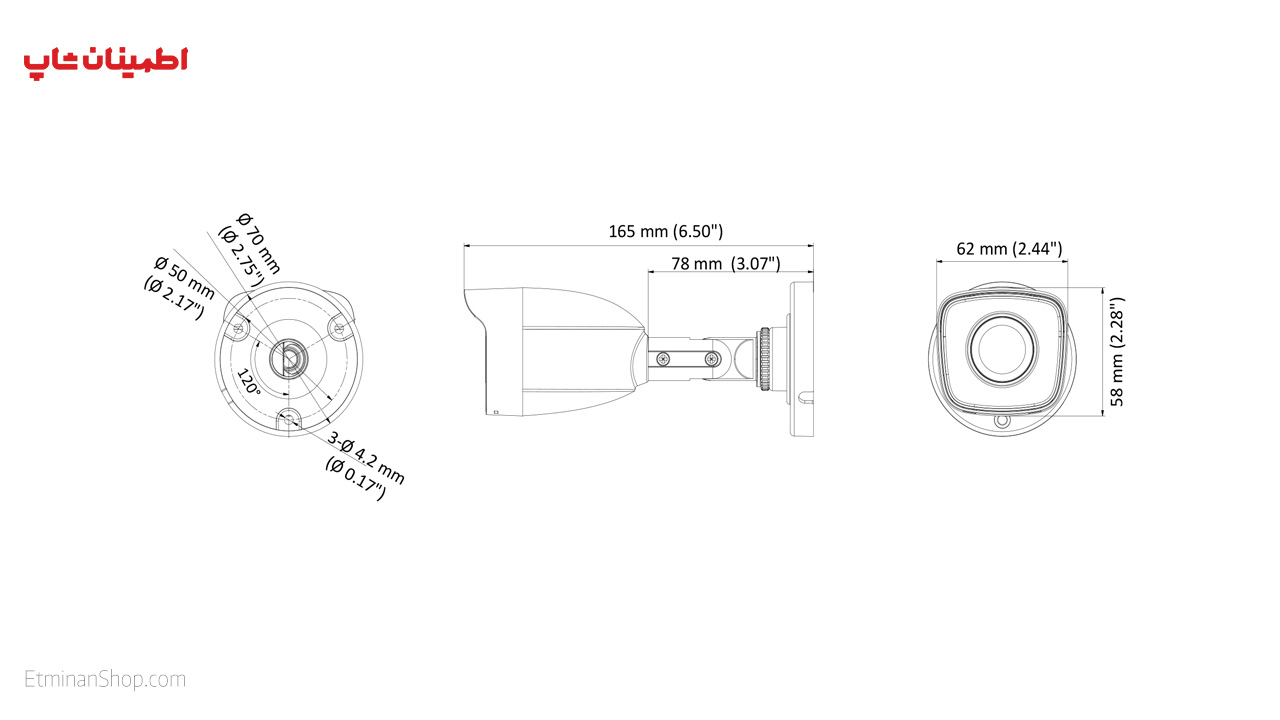 اطمینان شاپ
Ø 70 mm
(Ø 2.75")
Ø 50 mm
(Ø 2.17")
120°
3-Ø 4.2 mm
(Ø 0.17")
165 mm (6.50")
78 mm (3.07")
62 mm (2.44")
58 mm (2.28")
EtminanShop.com